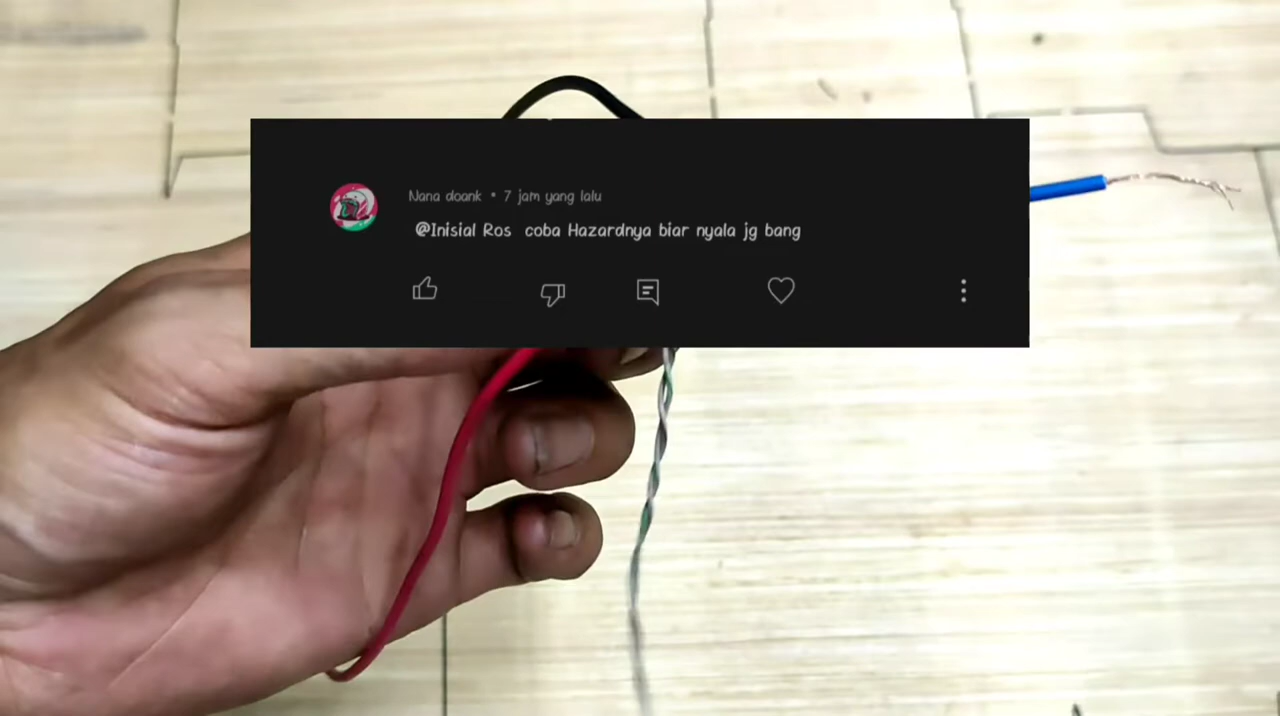 Nana doank • 7 jam yang lalu
@Inisial Ros coba Hazardnya biar nyala jg bang